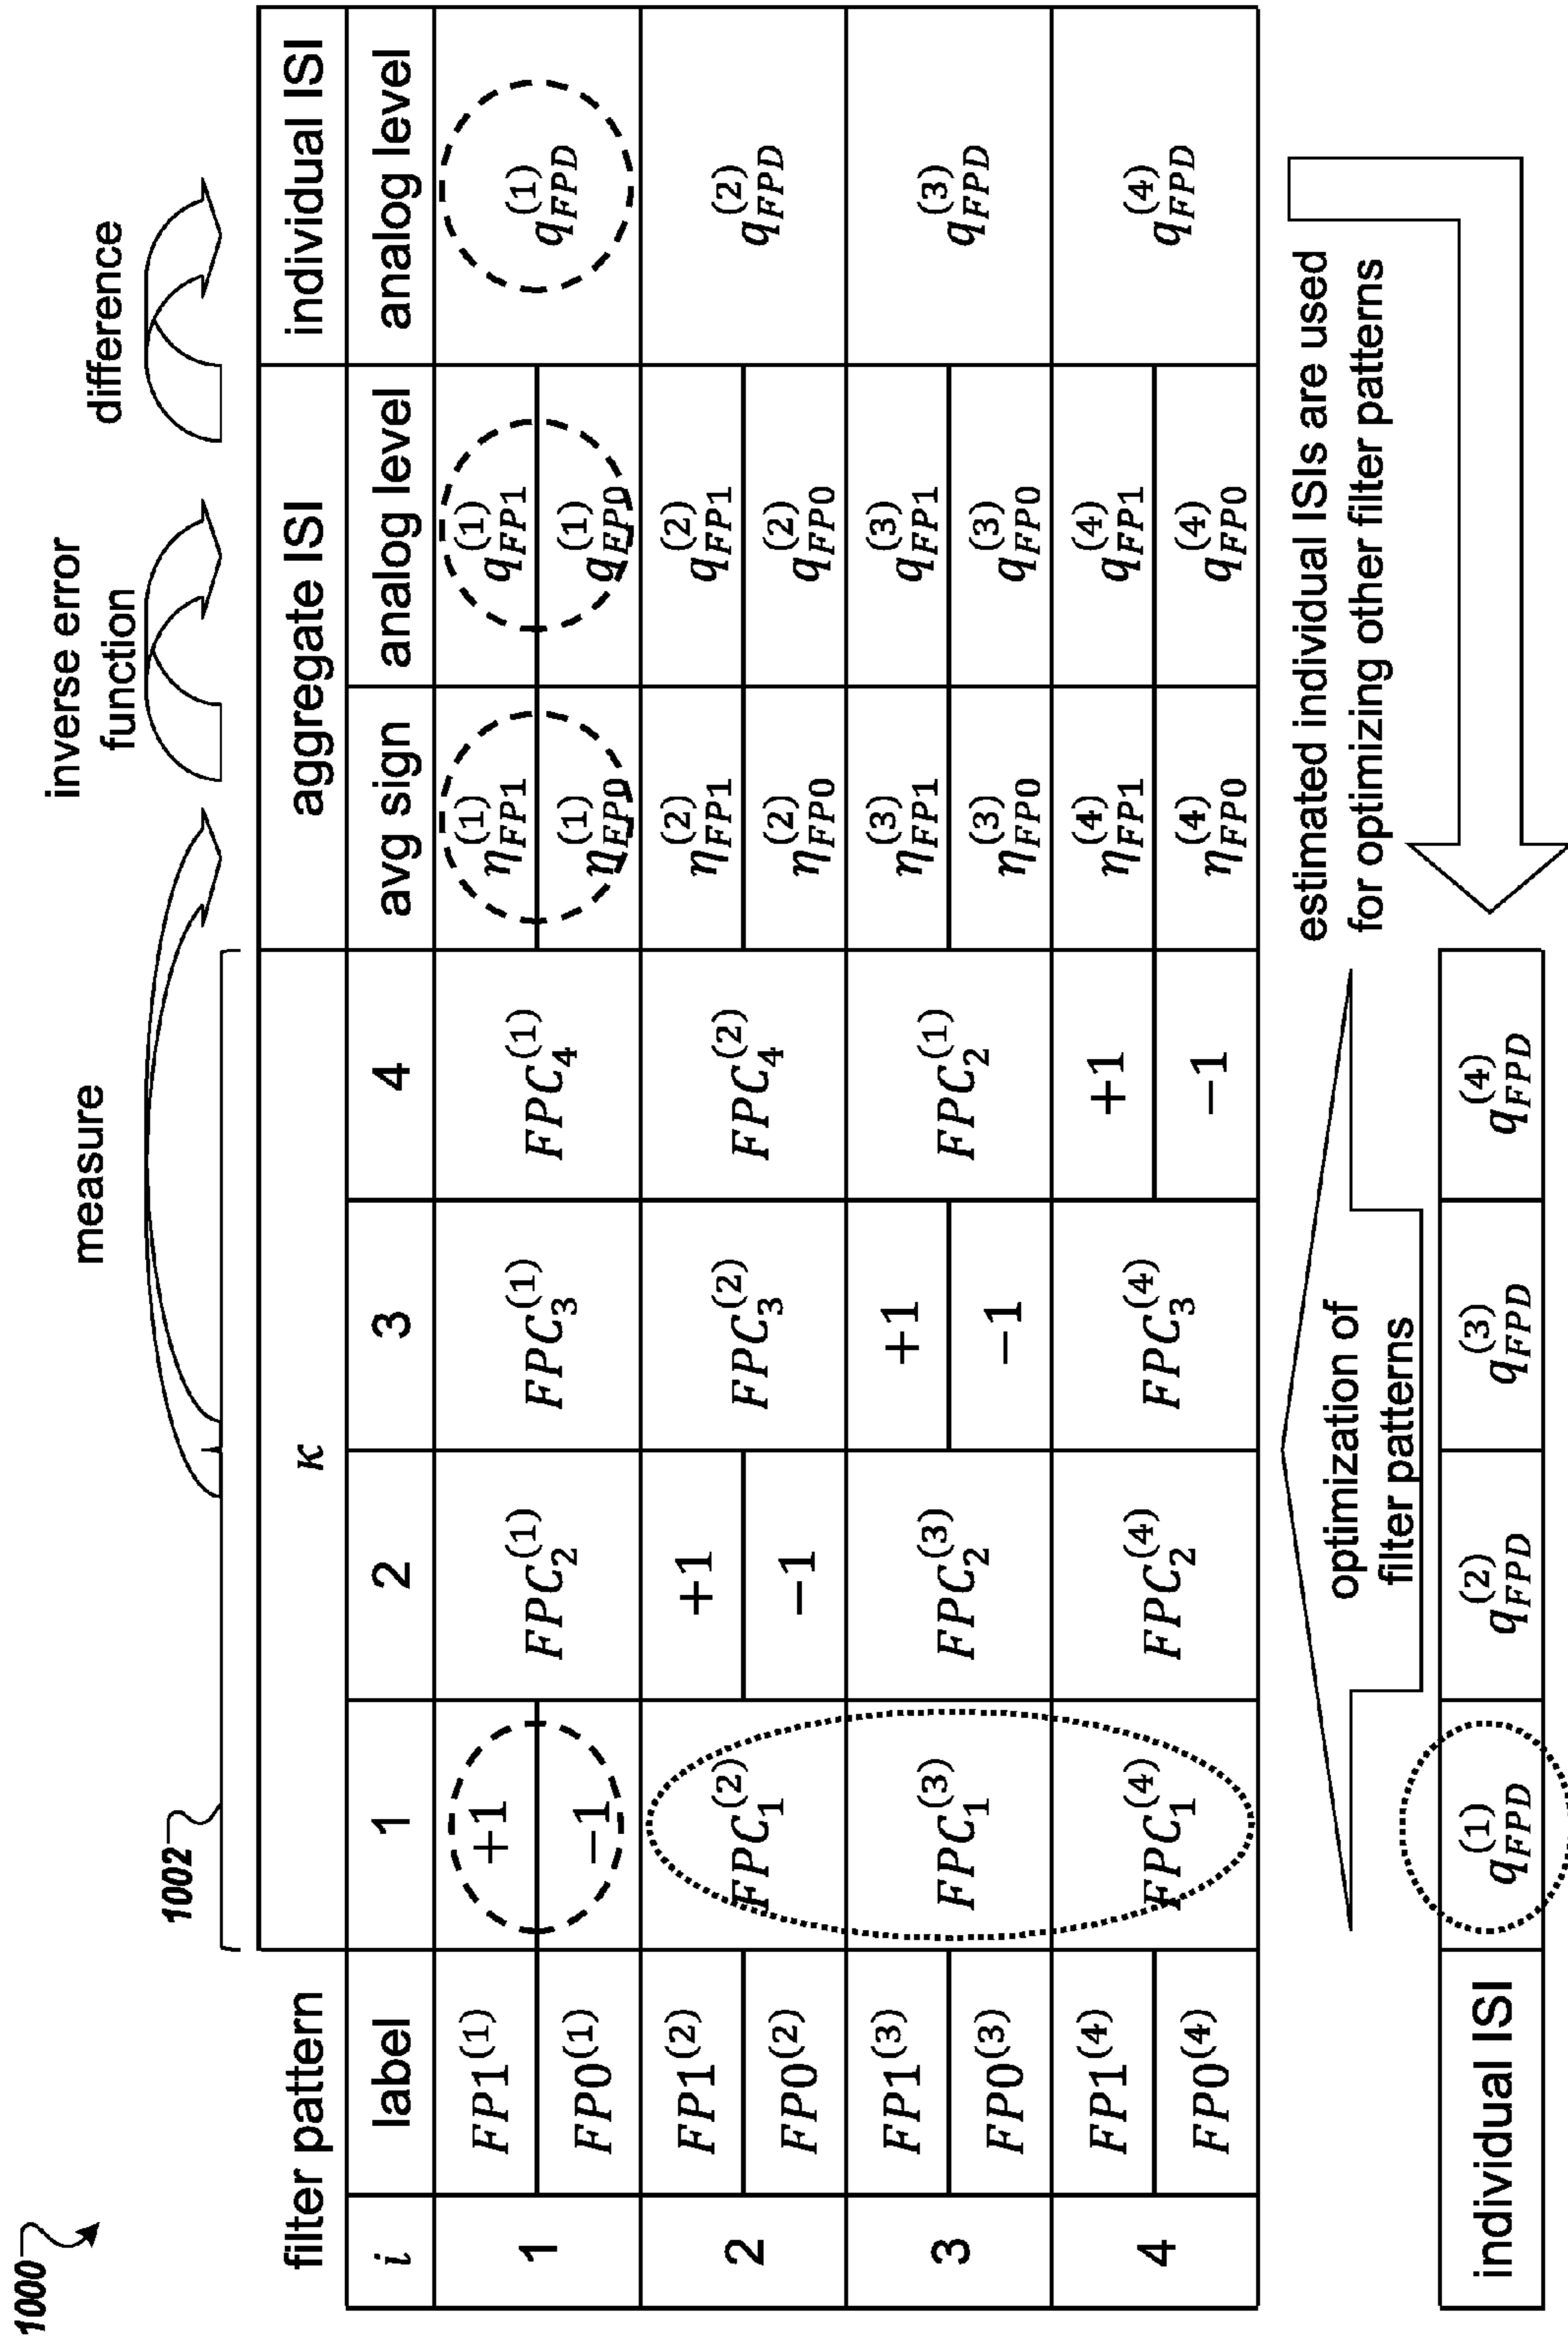 1000
1002
measure
inverse error
function
difference
filter pattern
κ
aggregate ISI
individual ISI
i label 1 2 3 4 avg sign analog level analog level
1 FP1^(1) +1 FPC_2^(1) FPC_3^(1) FPC_4^(1) η_FP1^(1) q_FP1^(1) q_FPD^(1)
FP0^(1) −1 η_FP0^(1) q_FP0^(1)
2 FP1^(2) FPC_1^(2) +1 FPC_3^(2) FPC_4^(2) η_FP1^(2) q_FP1^(2) q_FPD^(2)
FP0^(2) −1 η_FP0^(2) q_FP0^(2)
3 FP1^(3) FPC_1^(3) FPC_2^(3) +1 FPC_2^(1) η_FP1^(3) q_FP1^(3) q_FPD^(3)
FP0^(3) −1 η_FP0^(3) q_FP0^(3)
4 FP1^(4) FPC_1^(4) FPC_2^(4) FPC_3^(4) +1 η_FP1^(4) q_FP1^(4) q_FPD^(4)
FP0^(4) −1 η_FP0^(4) q_FP0^(4)
optimization of
filter patterns
estimated individual ISIs are used
for optimizing other filter patterns
individual ISI q_FPD^(1) q_FPD^(2) q_FPD^(3) q_FPD^(4)